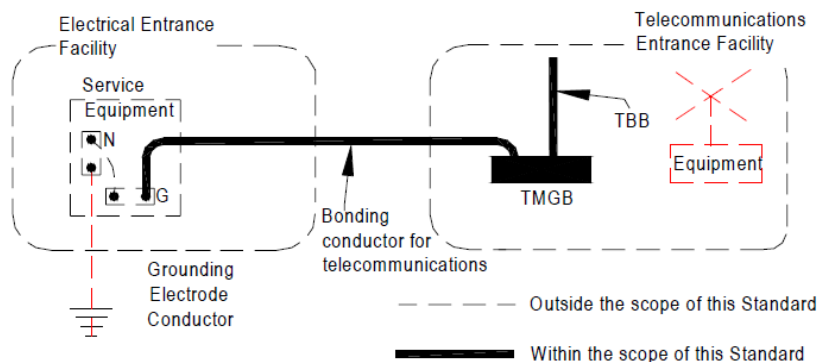 Electrical Entrance
Facility
Telecommunications
Entrance Facility
Service
Equipment
N
G
TBB
Equipment
TMGB
Bonding
conductor for
telecommunications
Grounding
Electrode
Conductor
Outside the scope of this Standard
Within the scope of this Standard